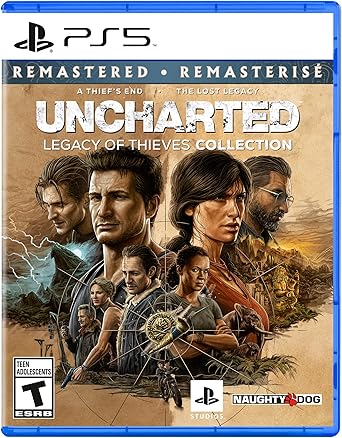 PS5
REMASTERED • REMASTERISÉ
A THIEF'S END THE LOST LEGACY
UNCHARTED
LEGACY OF THIEVES COLLECTION
TEEN
ADOLESCENTS
T
ESRB
PlayStation
STUDIOS
NAUGHTY DOG